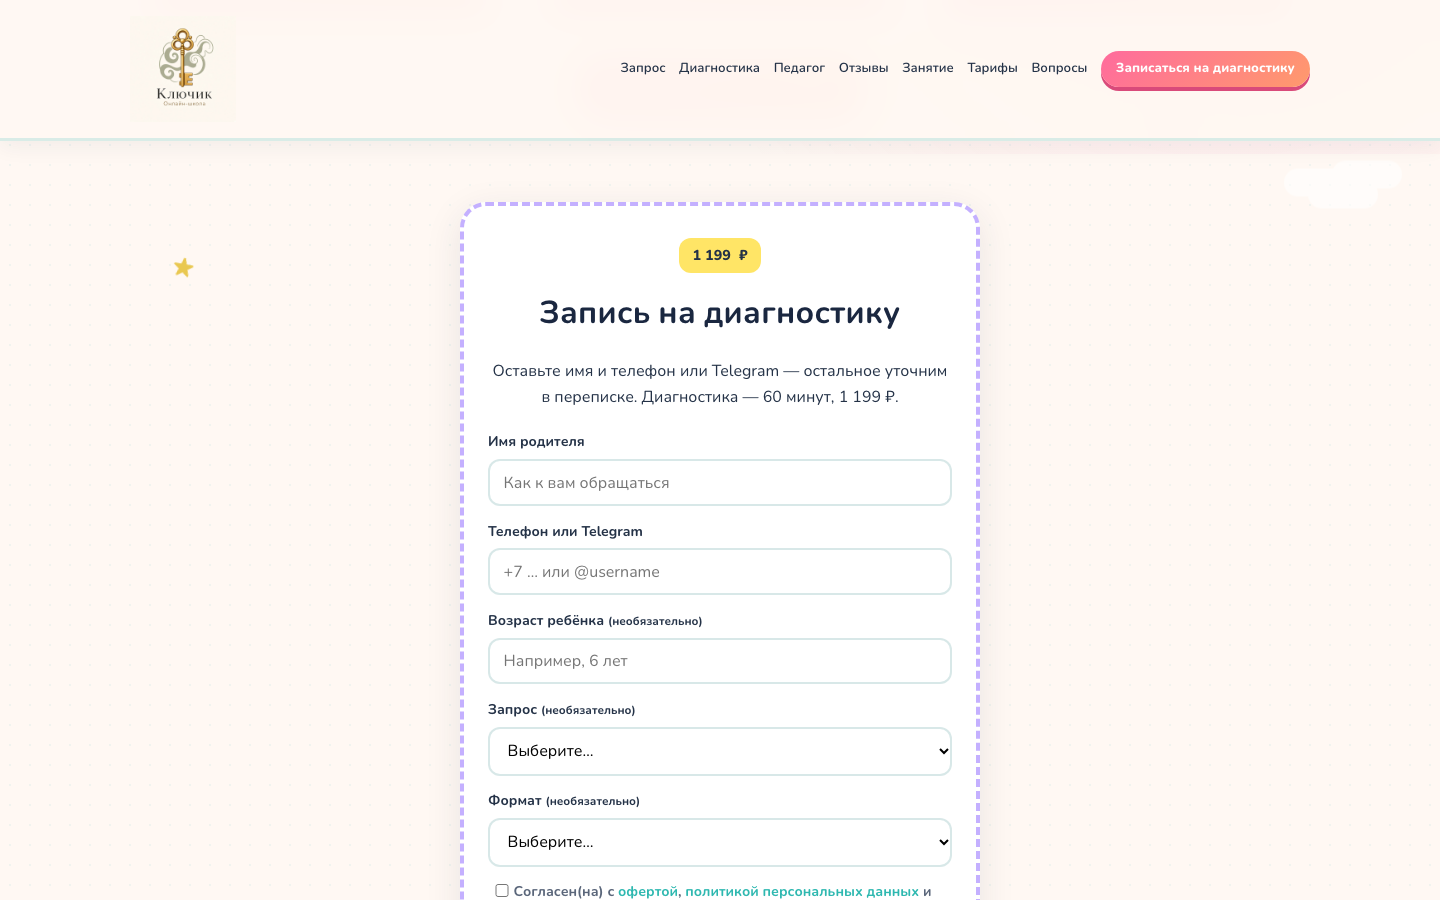 Ключик
Онлайн-школа
Запрос Диагностика Педагог Отзывы Занятие Тарифы Вопросы Записаться на диагностику
1 199 ₽
Запись на диагностику
Оставьте имя и телефон или Telegram — остальное уточним
в переписке. Диагностика — 60 минут, 1 199 ₽.
Имя родителя
Как к вам обращаться
Телефон или Telegram
+7 ... или @username
Возраст ребёнка (необязательно)
Например, 6 лет
Запрос (необязательно)
Выберите...
Формат (необязательно)
Выберите...
Согласен(на) с офертой, политикой персональных данных и